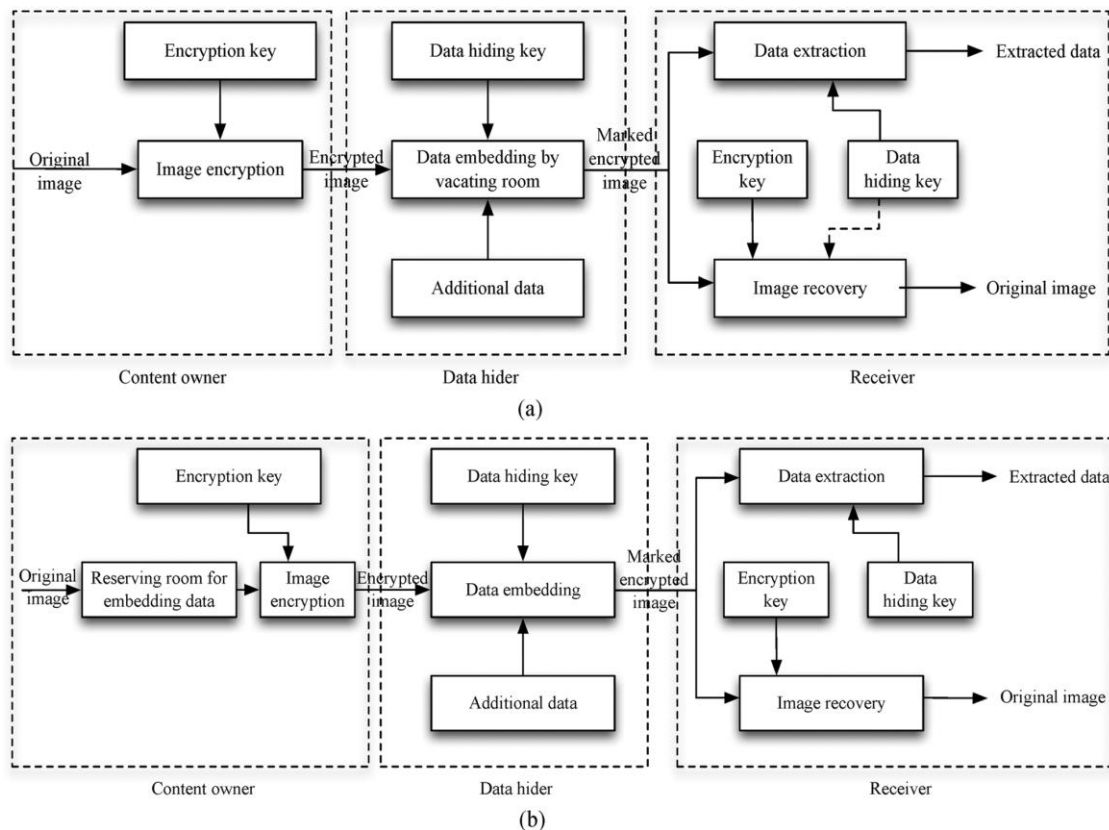 Encryption key
Data hiding key
Data extraction
Extracted data
Original
image
Image encryption
Encrypted
image
Data embedding by
vacating room
Marked
encrypted
image
Encryption
key
Data
hiding key
Additional data
Image recovery
Original image
Content owner
Data hider
Receiver
(a)
Encryption key
Data hiding key
Data extraction
Extracted data
Original
image
Reserving room for
embedding data
Image
encryption
Encrypted
image
Data embedding
Marked
encrypted
image
Encryption
key
Data
hiding key
Additional data
Image recovery
Original image
Content owner
Data hider
Receiver
(b)